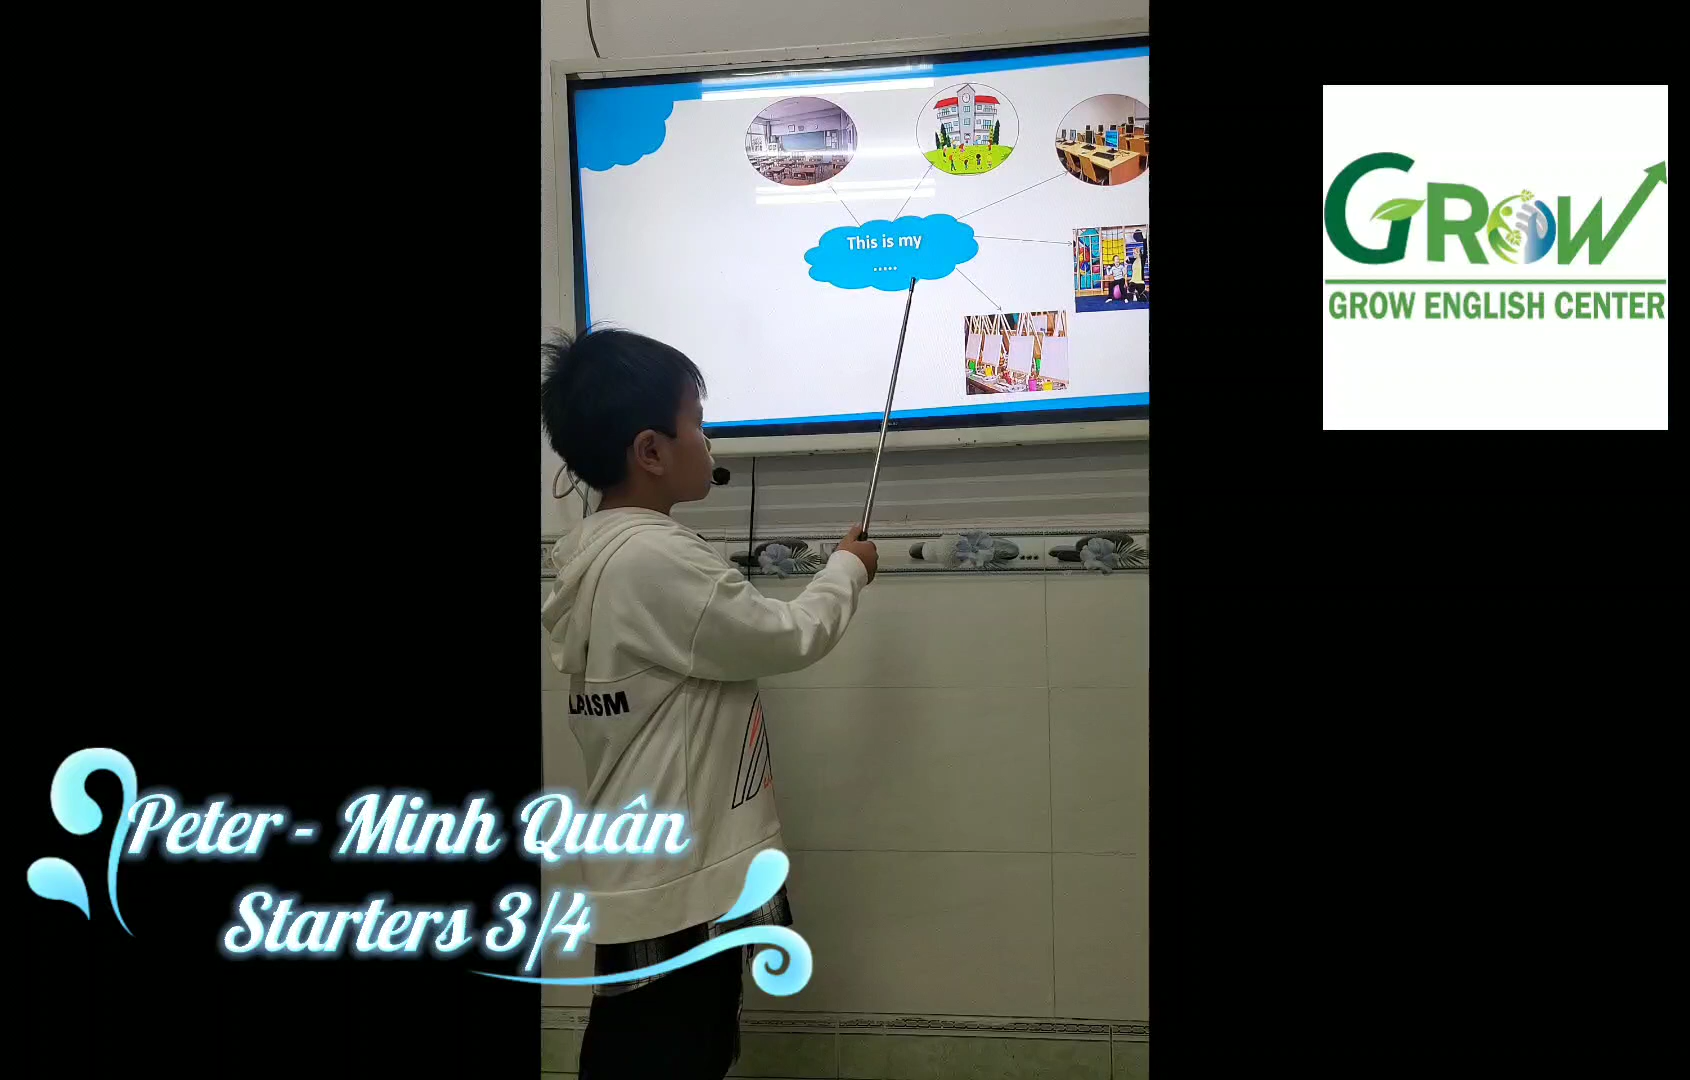 This is my
.....
GROW
GROW ENGLISH CENTER
Peter - Minh Quân
Starters 3/4